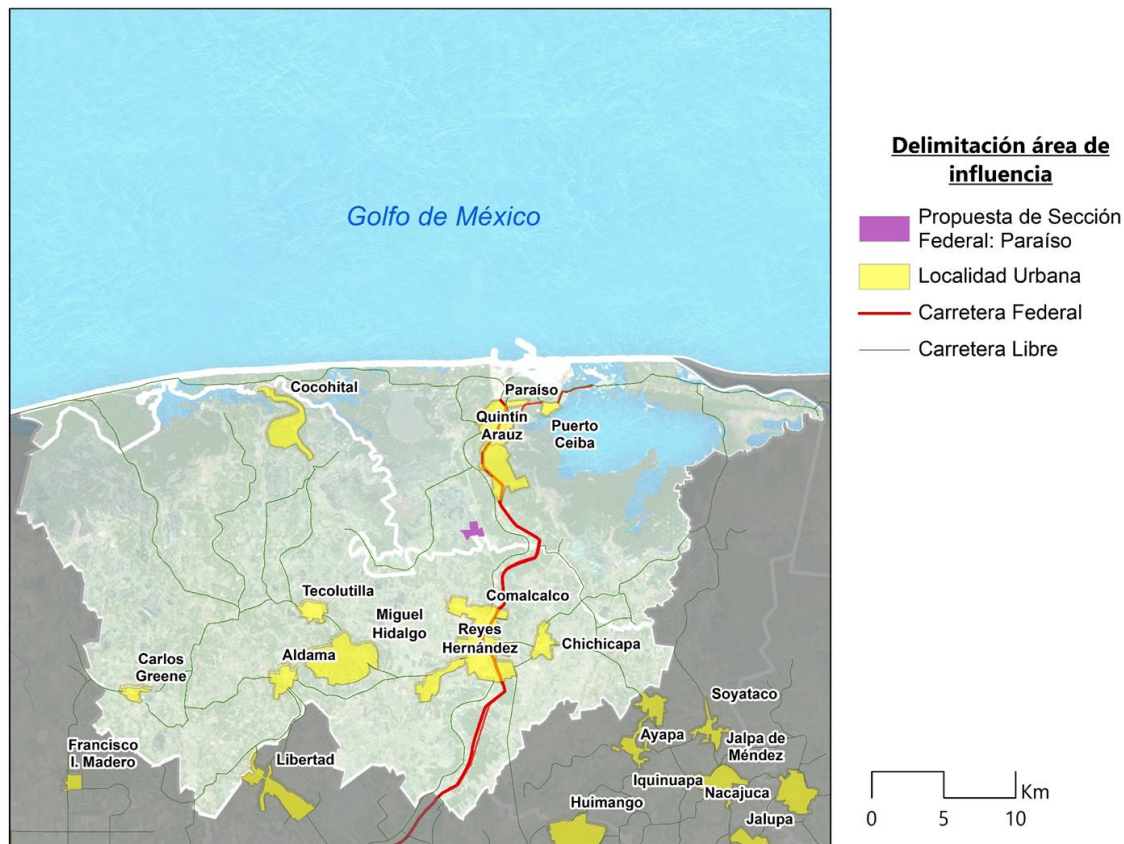 Golfo de México
Cocohital
Paraíso
Quintín
Arauz
Puerto
Ceiba
Tecolutilla
Comalcalco
Miguel
Hidalgo
Reyes
Hernández
Chichicapa
Aldama
Carlos
Greene
Soyataco
Ayapa
Jalpa de
Méndez
Francisco
I. Madero
Libertad
Iquinuapa
Nacajuca
Huimango
Jalupa
Delimitación área de
influencia
Propuesta de Sección
Federal: Paraíso
Localidad Urbana
Carretera Federal
Carretera Libre
Km
0 5 10